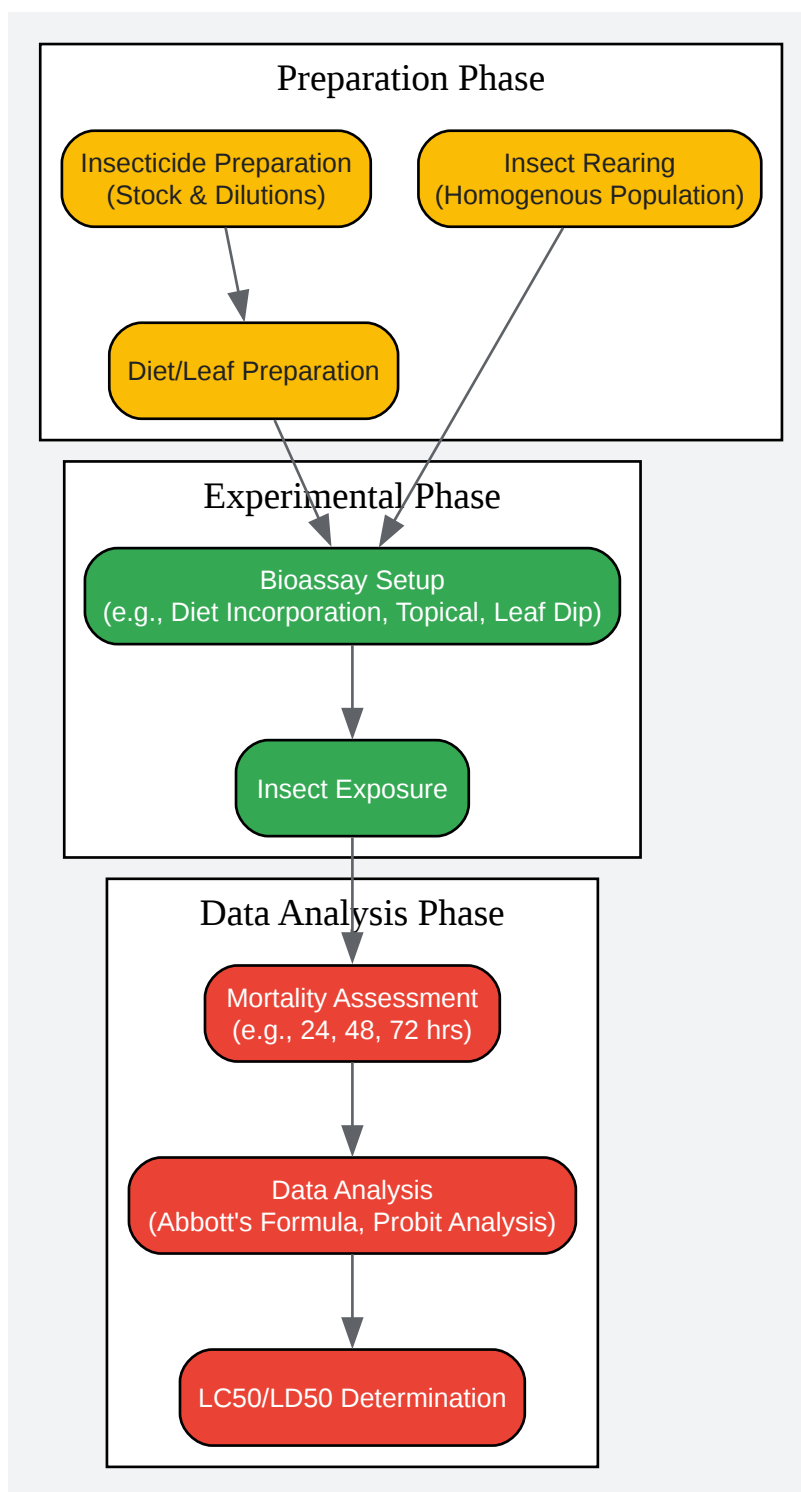 Preparation Phase
Insecticide Preparation
(Stock & Dilutions)
Insect Rearing
(Homogenous Population)
Diet/Leaf Preparation
Experimental Phase
Bioassay Setup
(e.g., Diet Incorporation, Topical, Leaf Dip)
Insect Exposure
Data Analysis Phase
Mortality Assessment
(e.g., 24, 48, 72 hrs)
Data Analysis
(Abbott's Formula, Probit Analysis)
LC50/LD50 Determination